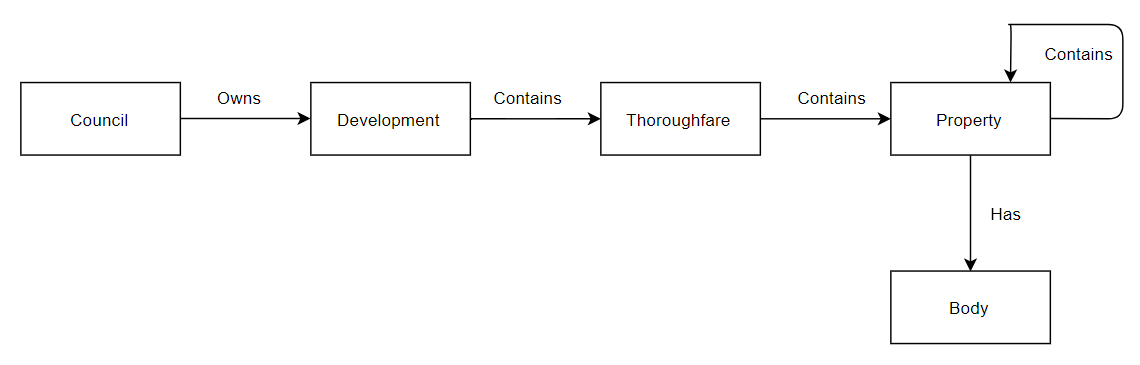 Contains
Owns
Contains
Contains
Council
Development
Thoroughfare
Property
Has
Body